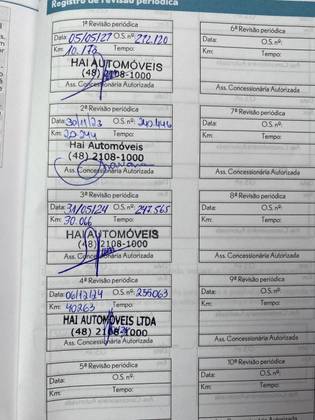 Registro de revisão periódica
1ª Revisão periódica
Data: 05/05/27 O.S. nº: 212.120
Km: 10.173 Tempo:
HAI AUTOMÓVEIS
(48) 2108-1000
Ass. Concessionária Autorizada
2ª Revisão periódica
Data: 30/11/23 O.S. nº: 240.446
Km: 20.244 Tempo:
Hai Automóveis
(48) 2108-1000
Ass. Concessionária Autorizada
3ª Revisão periódica
Data: 31/05/24 O.S. nº: 247.565
Km: 30.066 Tempo:
HAI AUTOMÓVEIS
(48) 2108-1000
Ass. Concessionária Autorizada
4ª Revisão periódica
Data: 06/12/24 O.S. nº: 255063
Km: 40263 Tempo:
HAI AUTOMÓVEIS LTDA
(48) 2108-1000
Ass. Concessionária Autorizada
5ª Revisão periódica
Data: O.S. nº:
Km: Tempo:
6ª Revisão periódica
Data: O.S. nº:
Km: Tempo:
Ass. Concessionária Autorizada
7ª Revisão periódica
Data: O.S. nº:
Km: Tempo:
Ass. Concessionária Autorizada
8ª Revisão periódica
Data: O.S. nº:
Km: Tempo:
Ass. Concessionária Autorizada
9ª Revisão periódica
Data: O.S. nº:
Km: Tempo:
Ass. Concessionária Autorizada
10ª Revisão periódica
Data: O.S. nº:
Km: Tempo: